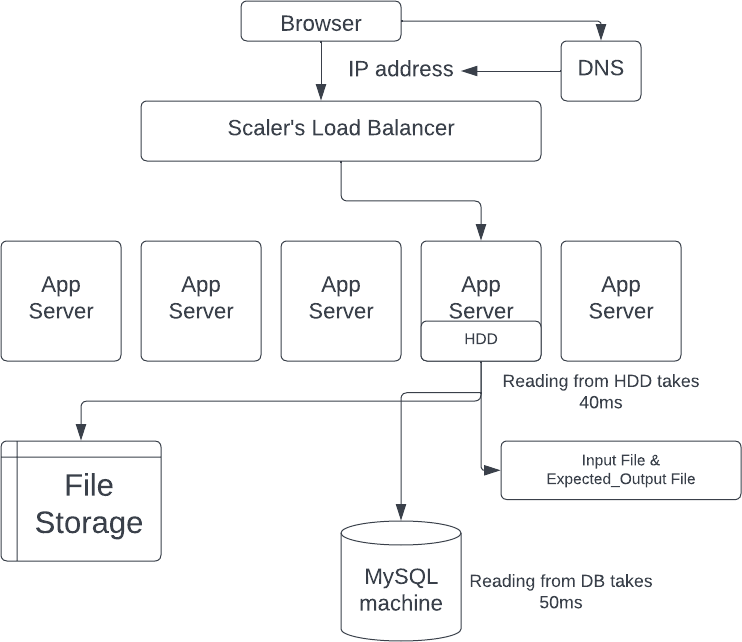 Browser
IP address
DNS
Scaler's Load Balancer
App
Server
App
Server
App
Server
App
Server
HDD
App
Server
Reading from HDD takes
40ms
File
Storage
Input File &
Expected_Output File
MySQL
machine
Reading from DB takes
50ms